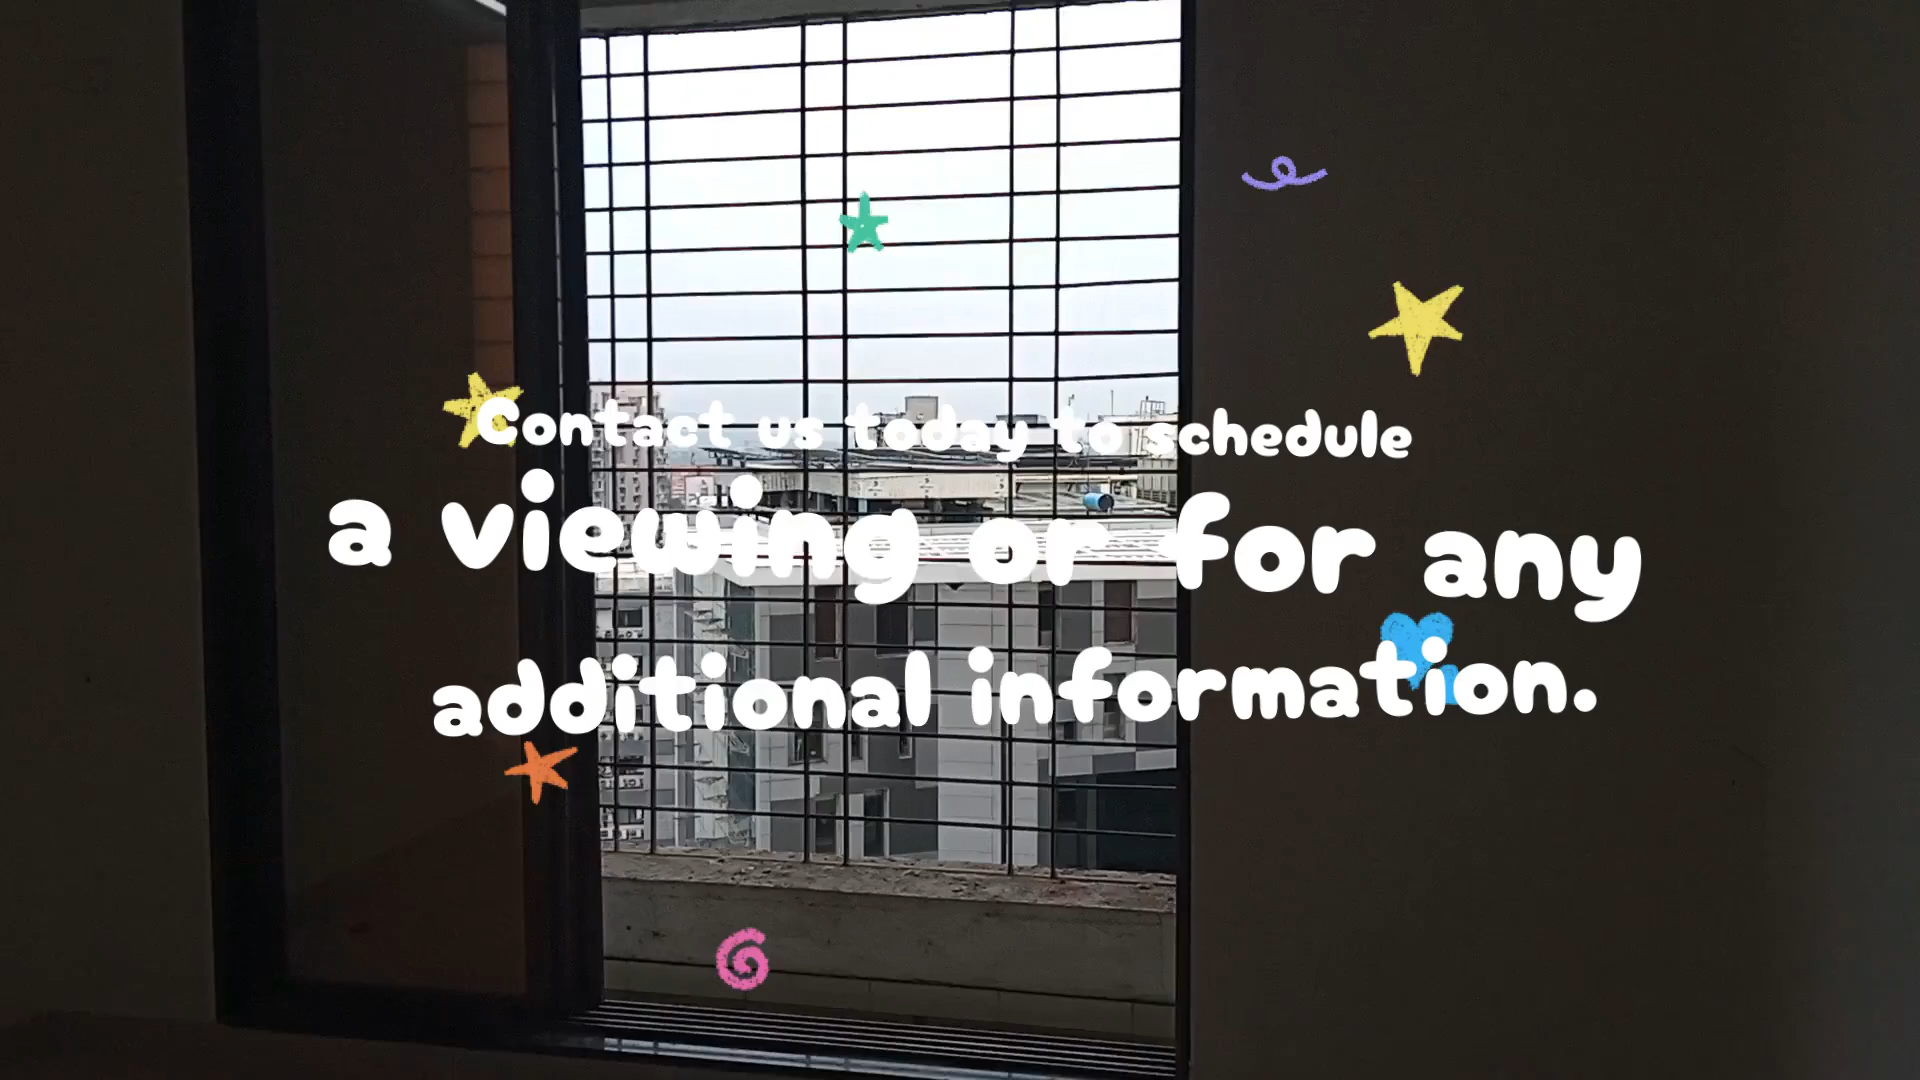 Contact us today to schedule
a viewing or for any
additional information.